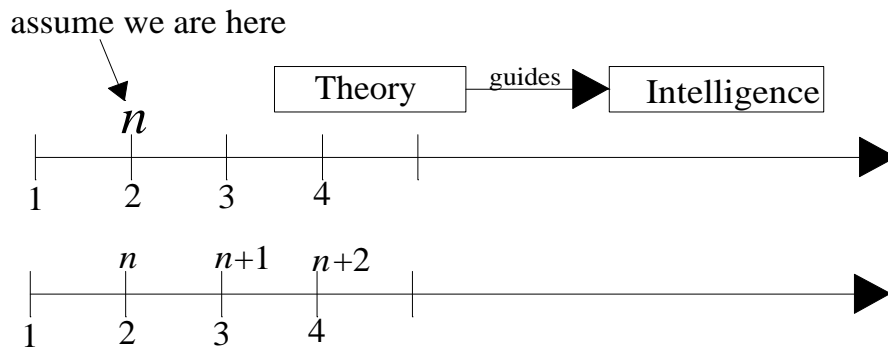 assume we are here
Theory guides Intelligence
n
1 2 3 4
n n+1 n+2
1 2 3 4